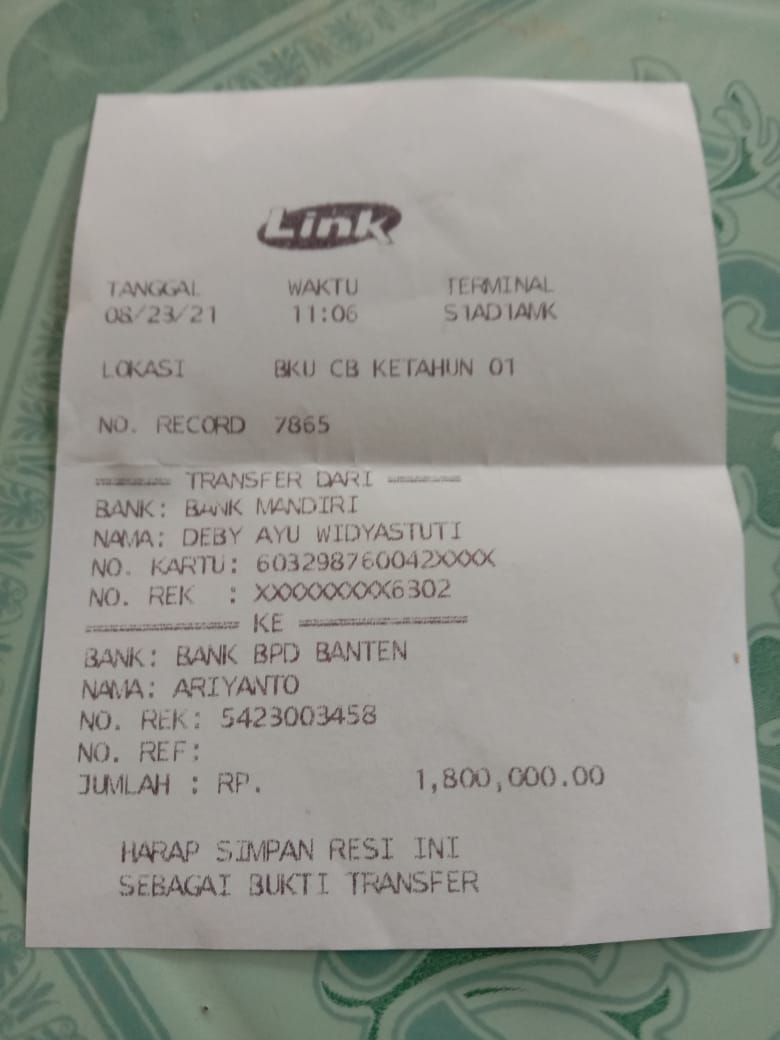 Link
TANGGAL WAKTU TERMINAL
08/23/21 11:06 S1AD1AMK
LOKASI BKU CB KETAHUN 01
NO. RECORD 7865
====== TRANSFER DARI ======
BANK: BANK MANDIRI
NAMA: DEBY AYU WIDYASTUTI
NO. KARTU: 603298760042XXXX
NO. REK : XXXXXXXXX6302
============ KE =============
BANK: BANK BPD BANTEN
NAMA: ARIYANTO
NO. REK: 5423003458
NO. REF:
JUMLAH : RP. 1,800,000.00
HARAP SIMPAN RESI INI
SEBAGAI BUKTI TRANSFER